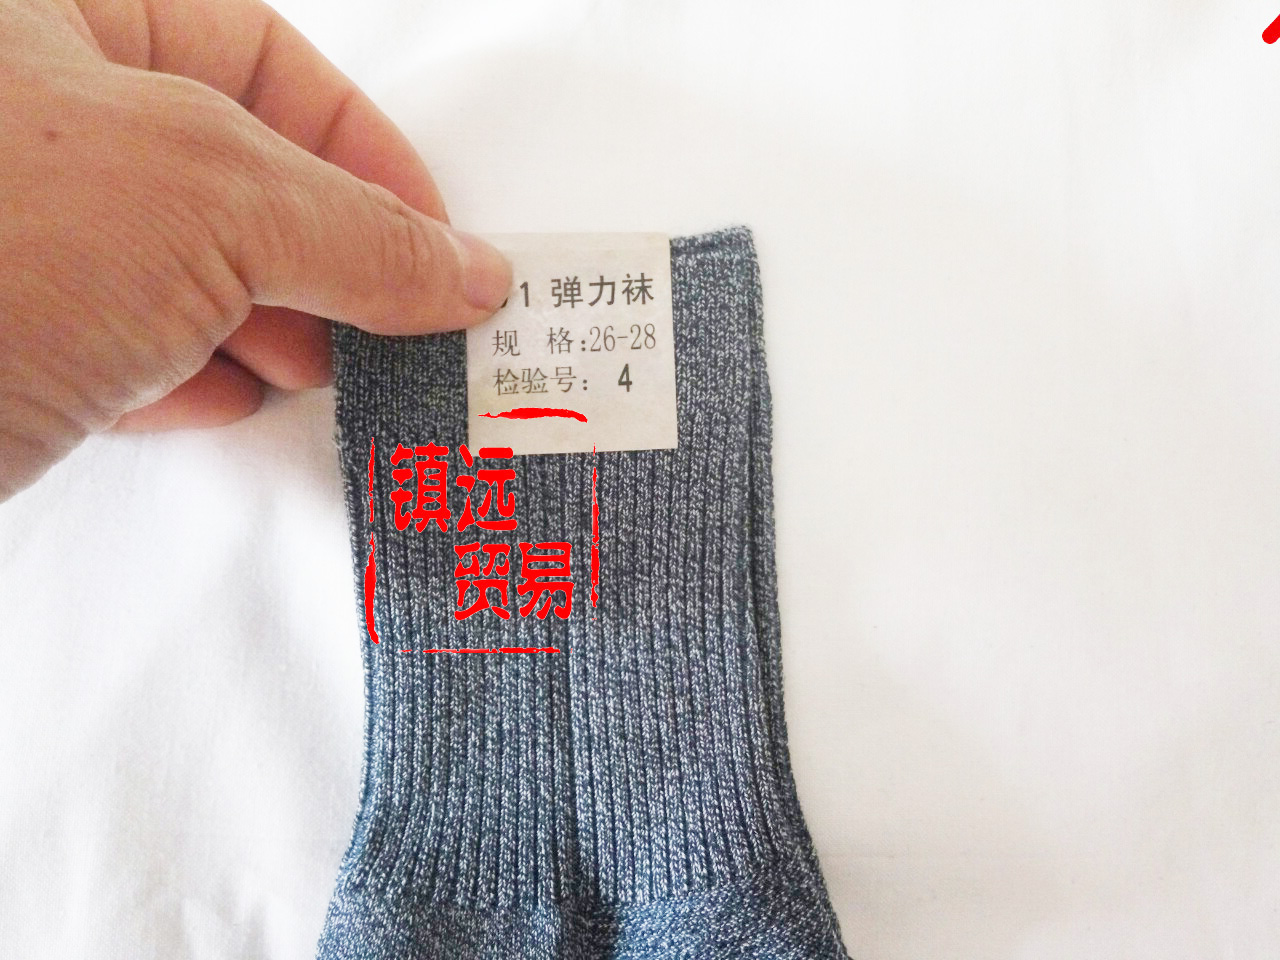 1 弹力袜
规 格:26-28
检验号: 4
镇远
贸易